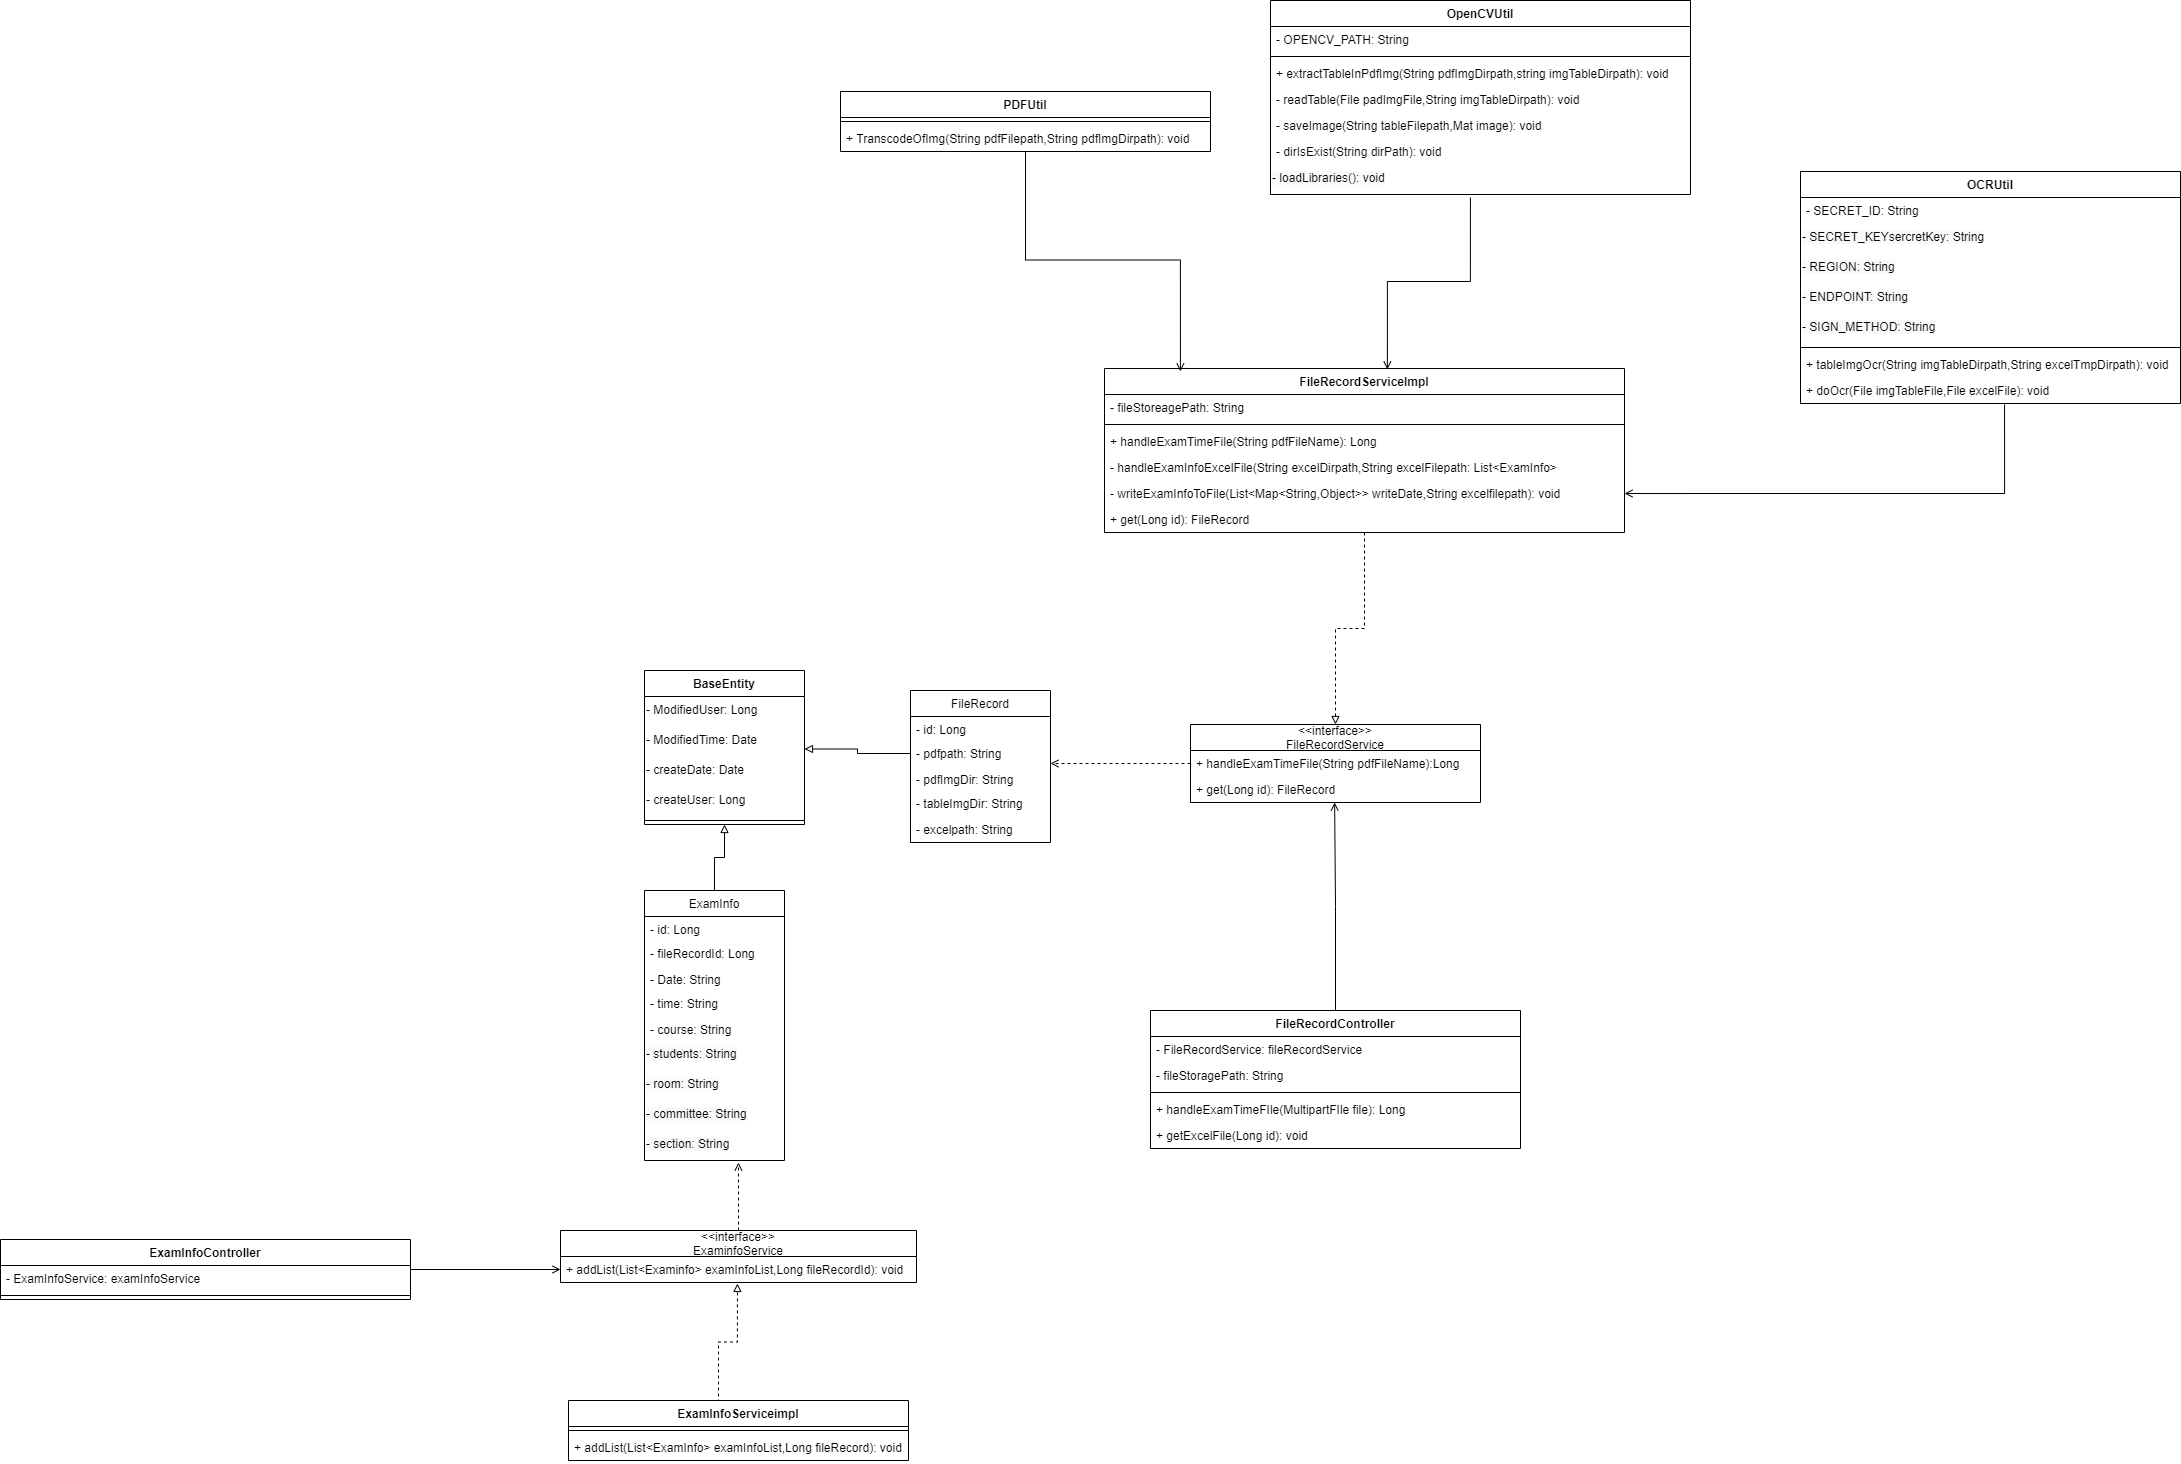 OpenCVUtil
- OPENCV_PATH: String
+ extractTableInPdfImg(String pdfImgDirpath,string imgTableDirpath): void
- readTable(File padImgFile,String imgTableDirpath): void
- saveImage(String tableFilepath,Mat image): void
- dirIsExist(String dirPath): void
- loadLibraries(): void
PDFUtil
+ TranscodeOfImg(String pdfFilepath,String pdfImgDirpath): void
OCRUtil
- SECRET_ID: String
- SECRET_KEYsercretKey: String
- REGION: String
- ENDPOINT: String
- SIGN_METHOD: String
+ tableImgOcr(String imgTableDirpath,String excelTmpDirpath): void
+ doOcr(File imgTableFile,File excelFile): void
FileRecordServiceImpl
- fileStoreagePath: String
+ handleExamTimeFile(String pdfFileName): Long
- handleExamInfoExcelFile(String excelDirpath,String excelFilepath: List<ExamInfo>
- writeExamInfoToFile(List<Map<String,Object>> writeDate,String excelfilepath): void
+ get(Long id): FileRecord
BaseEntity
- ModifiedUser: Long
- ModifiedTime: Date
- createDate: Date
- createUser: Long
FileRecord
- id: Long
- pdfpath: String
- pdfImgDir: String
- tableImgDir: String
- excelpath: String
<<interface>>
FileRecordService
+ handleExamTimeFile(String pdfFileName):Long
+ get(Long id): FileRecord
ExamInfo
- id: Long
- fileRecordId: Long
- Date: String
- time: String
- course: String
- students: String
- room: String
- committee: String
- section: String
FileRecordController
- FileRecordService: fileRecordService
- fileStoragePath: String
+ handleExamTimeFIle(MultipartFIle file): Long
+ getExcelFile(Long id): void
ExamInfoController
- ExamInfoService: examInfoService
<<interface>>
ExaminfoService
+ addList(List<Examinfo> examInfoList,Long fileRecordId): void
ExamInfoServiceimpl
+ addList(List<ExamInfo> examInfoList,Long fileRecord): void